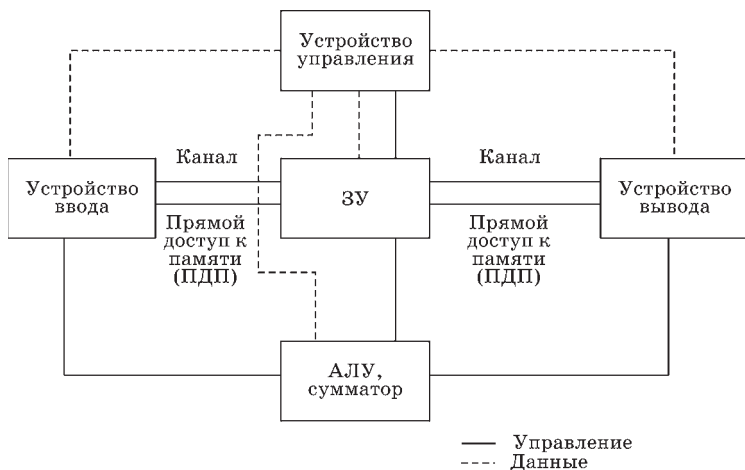 Устройство
управления
Канал
Канал
Устройство
ввода
ЗУ
Устройство
вывода
Прямой
доступ к
памяти
(ПДП)
Прямой
доступ к
памяти
(ПДП)
АЛУ,
сумматор
Управление
Данные